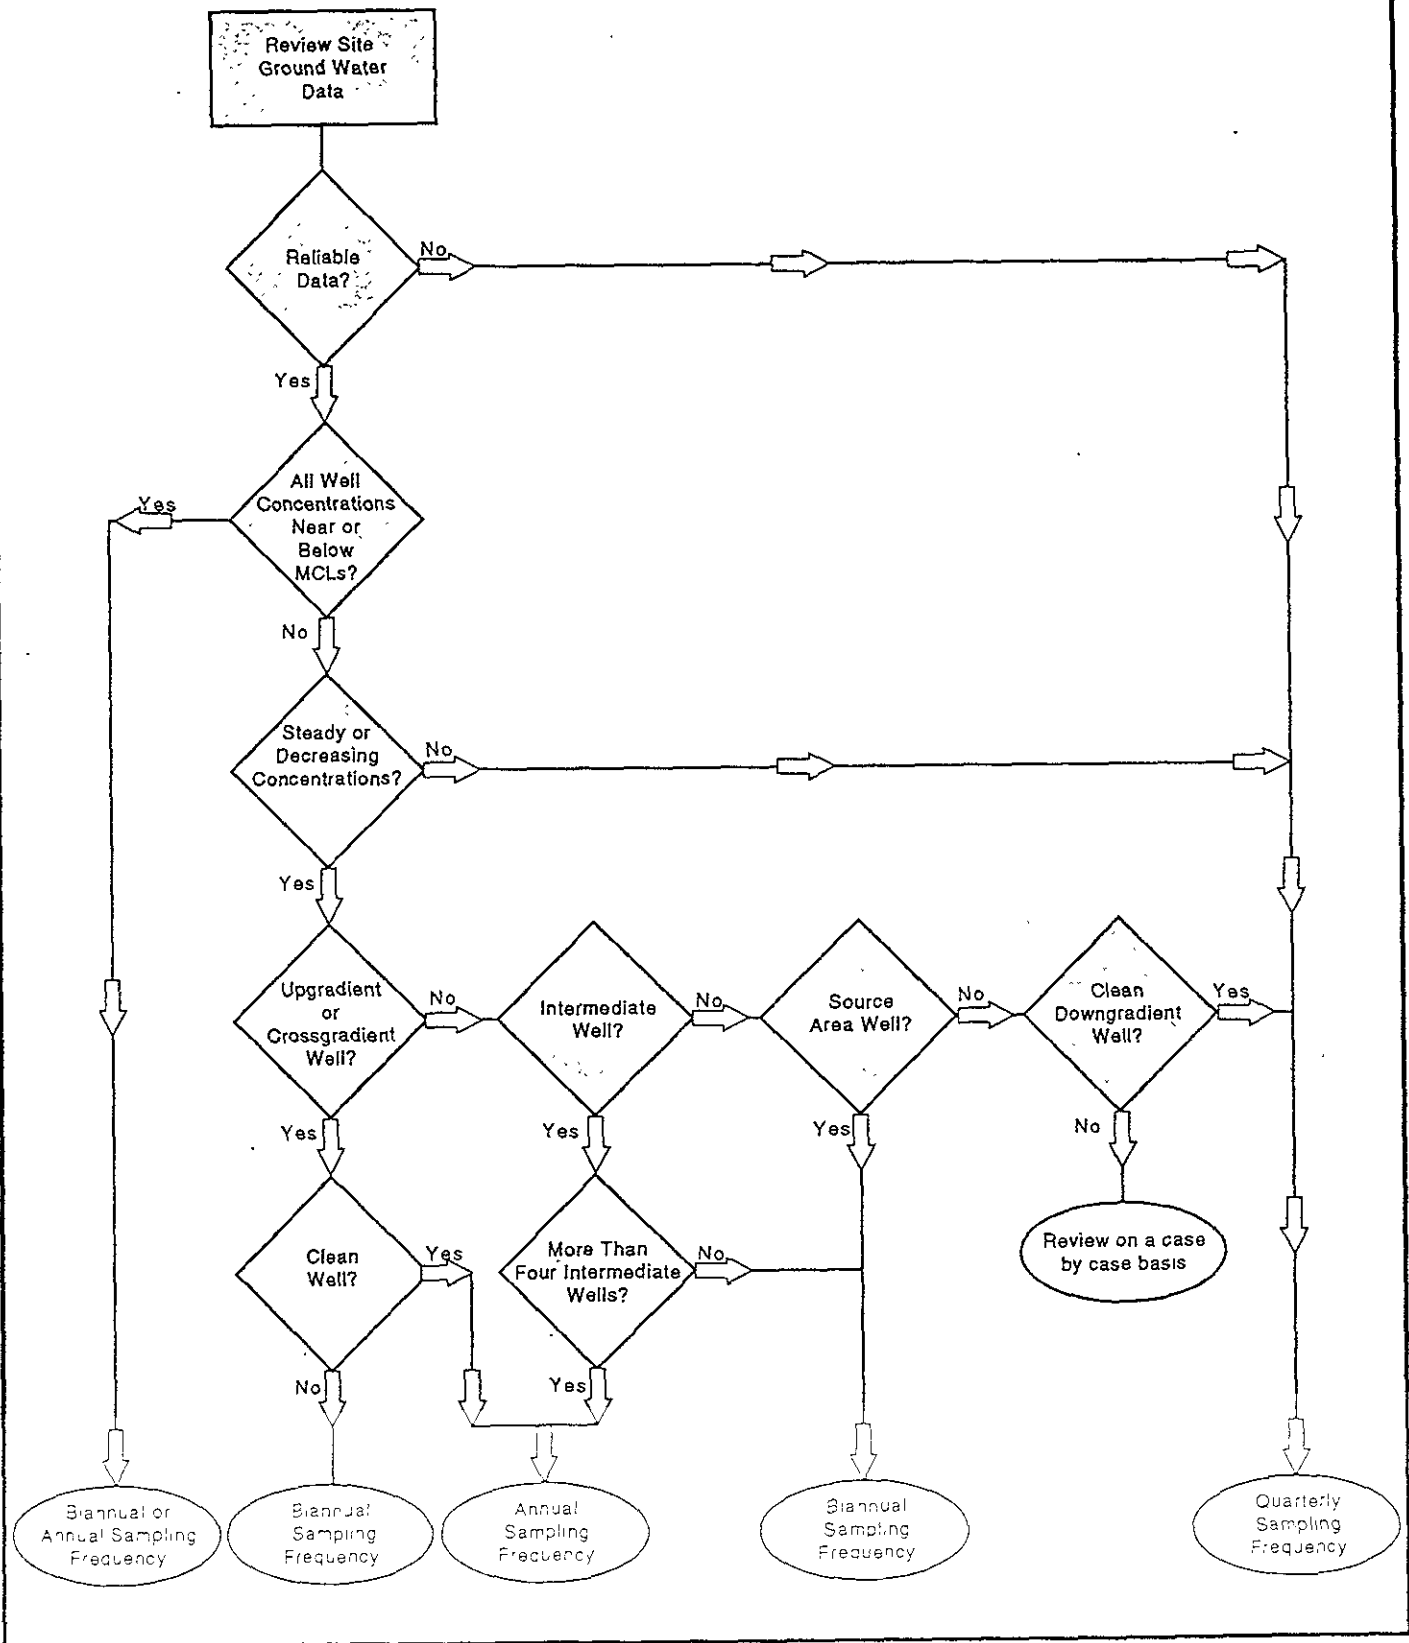 Review Site
Ground Water
Data
Reliable
Data?
No
Yes
All Well
Concentrations
Near or
Below
MCLs?
Yes
No
Steady or
Decreasing
Concentrations?
No
Yes
Upgradient
or
Crossgradient
Well?
No
Intermediate
Well?
No
Source
Area Well?
No
Clean
Downgradient
Well?
Yes
Yes
Yes
Yes
No
Clean
Well?
Yes
More Than
Four Intermediate
Wells?
No
Review on a case
by case basis
No
Yes
Biannual or
Annual Sampling
Frequency
Biannual
Sampling
Frequency
Annual
Sampling
Frequency
Biannual
Sampling
Frequency
Quarterly
Sampling
Frequency